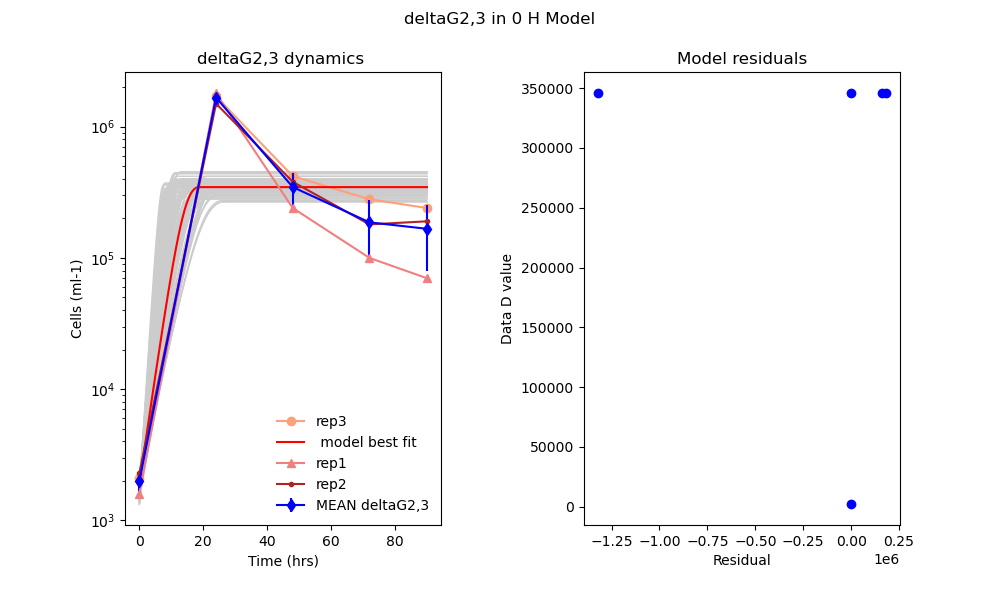 deltaG2,3 in 0 H Model
deltaG2,3 dynamics
Cells (ml-1)
10^6
10^5
10^4
10^3
rep3
model best fit
rep1
rep2
MEAN deltaG2,3
0 20 40 60 80
Time (hrs)
Model residuals
Data D value
350000
300000
250000
200000
150000
100000
50000
0
−1.25 −1.00 −0.75 −0.50 −0.25 0.00 0.25
1e6
Residual